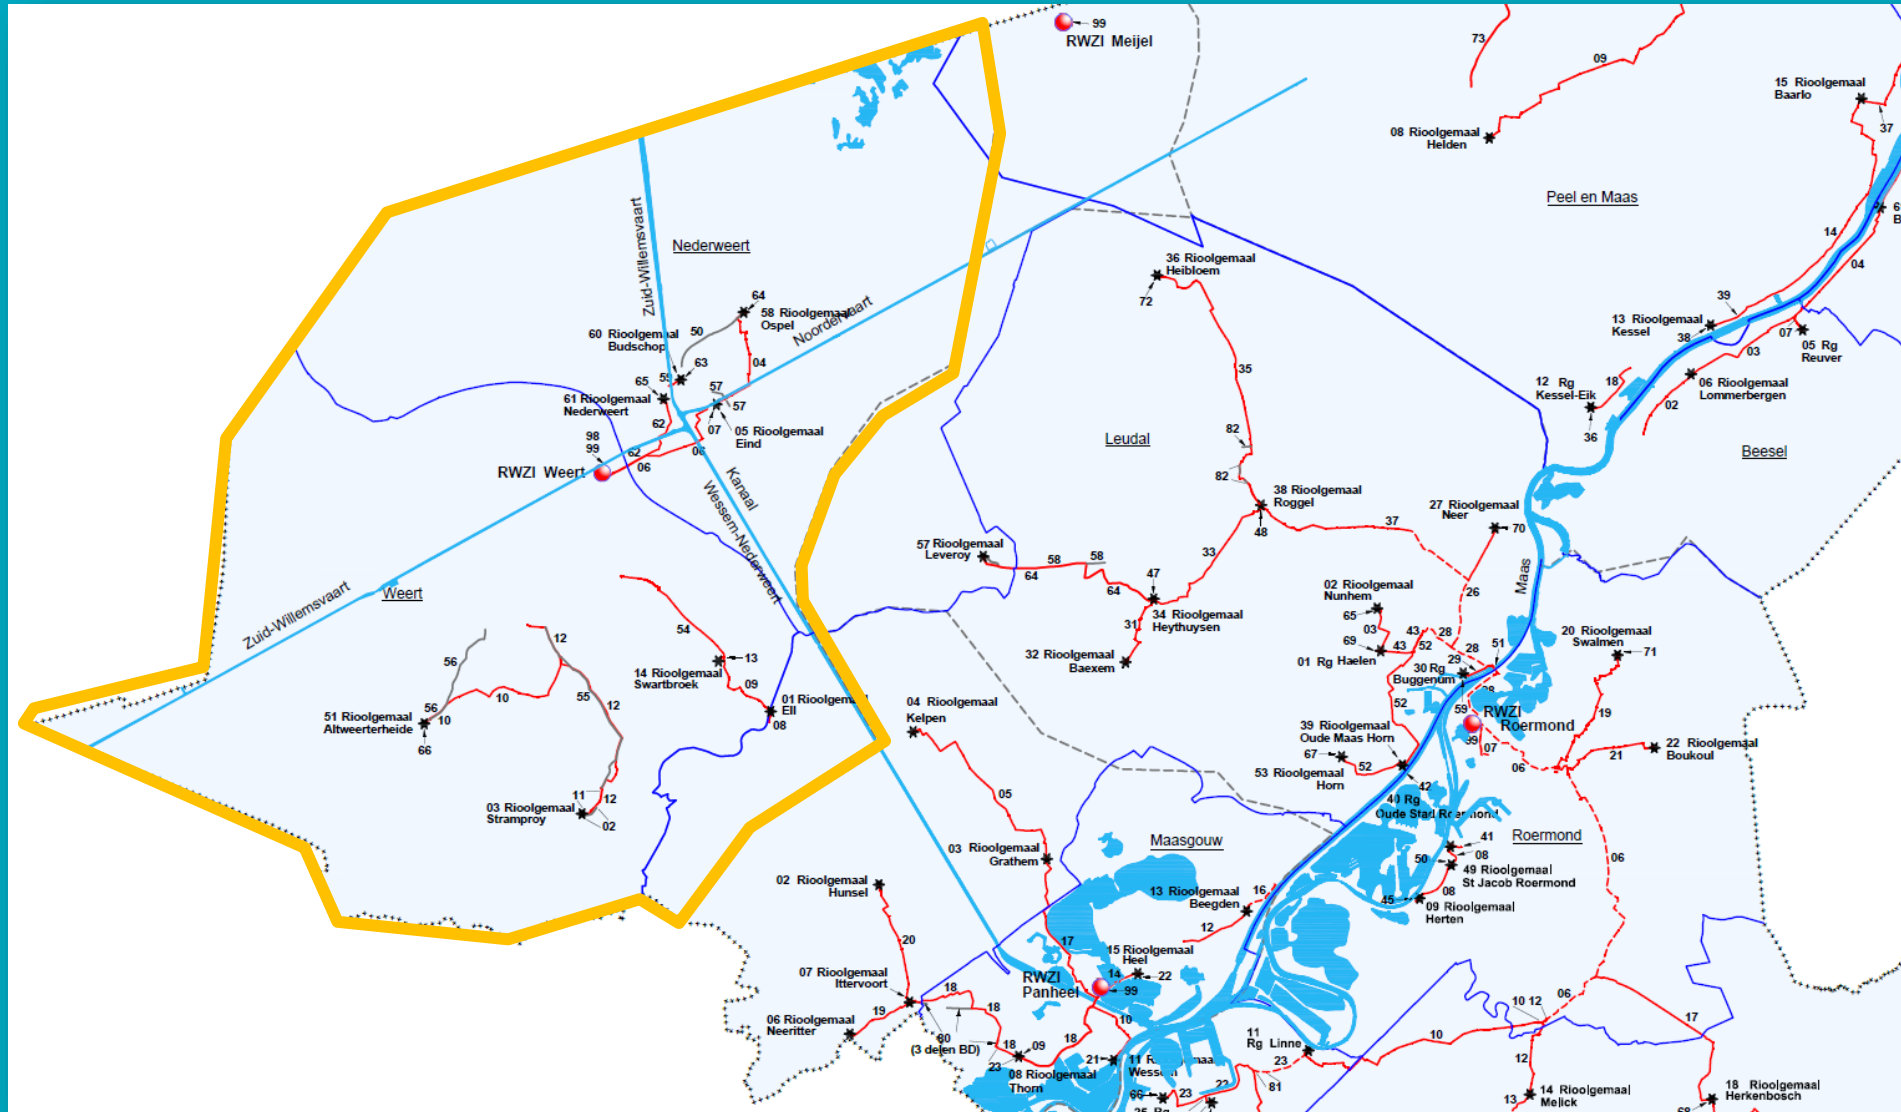 99
RWZI Meijel
73
09
15 Rioolgemaal
Baarlo
37
08 Rioolgemaal
Helden
Peel en Maas
14
04
Zuid-Willemsvaart
Nederweert
36 Rioolgemaal
Heibloem
72
64
58 Rioolgemaal
Ospel
Noordervaart
50
60 Rioolgemaal
Budschop
63
04
65
59
57
61 Rioolgemaal
Nederweert
57
62
07
05 Rioolgemaal
Eind
98
99
62
06
06
RWZI Weert
Kanaal
Wessem-Nederweert
39
13 Rioolgemaal
Kessel
38
07
05 Rg
Reuver
03
12 Rg
Kessel-Eik
18
06 Rioolgemaal
Lommerbergen
02
36
35
Leudal
Beesel
82
82
38 Rioolgemaal
Roggel
48
37
27 Rioolgemaal
Neer
70
57 Rioolgemaal
Leveroy
58
58
64
64
33
47
34 Rioolgemaal
Heythuysen
31
32 Rioolgemaal
Baexem
Maas
02 Rioolgemaal
Nunhem
65
03
69
43
43
52
01 Rg Haelen
26
28
28
51
29
30 Rg
Buggenum
20 Rioolgemaal
Swalmen
71
Zuid-Willemsvaart
Weert
54
12
56
55
10
12
56
10
51 Rioolgemaal
Altweerterheide
66
14 Rioolgemaal
Swartbroek
13
09
01 Rioolgemaal
Ell
08
11
12
03 Rioolgemaal
Stramproy
02
04 Rioolgemaal
Kelpen
05
03 Rioolgemaal
Grathem
52
59
RWZI
Roermond
07
06
19
21
22 Rioolgemaal
Boukoul
39 Rioolgemaal
Oude Maas Horn
67
52
53 Rioolgemaal
Horn
42
40 Rg
Oude Stad Roermond
Maasgouw
Roermond
41
08
50
49 Rioolgemaal
St Jacob Roermond
08
45
09 Rioolgemaal
Herten
06
02 Rioolgemaal
Hunsel
20
13 Rioolgemaal
Beegden
16
12
17
15 Rioolgemaal
Heel
14
22
RWZI
Panheel
99
07 Rioolgemaal
Ittervoort
18
18
19
06 Rioolgemaal
Neeritter
(3 delen BD)
18
09
23
18
10
08 Rioolgemaal
Thorn
21
66
23
22
11
Rg Linne
23
81
10
10 12
06
17
12
13
14 Rioolgemaal
Melick
18 Rioolgemaal
Herkenbosch